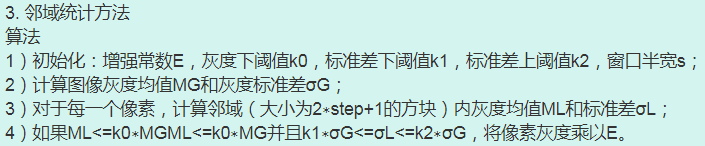 3. 邻域统计方法
算法
1）初始化：增强常数E，灰度下阈值k0，标准差下阈值k1，标准差上阈值k2，窗口半宽s；
2）计算图像灰度均值MG和灰度标准差σG；
3）对于每一个像素，计算邻域（大小为2*step+1的方块）内灰度均值ML和标准差σL；
4）如果ML<=k0*MGML<=k0*MG并且k1*σG<=σL<=k2*σG，将像素灰度乘以E。